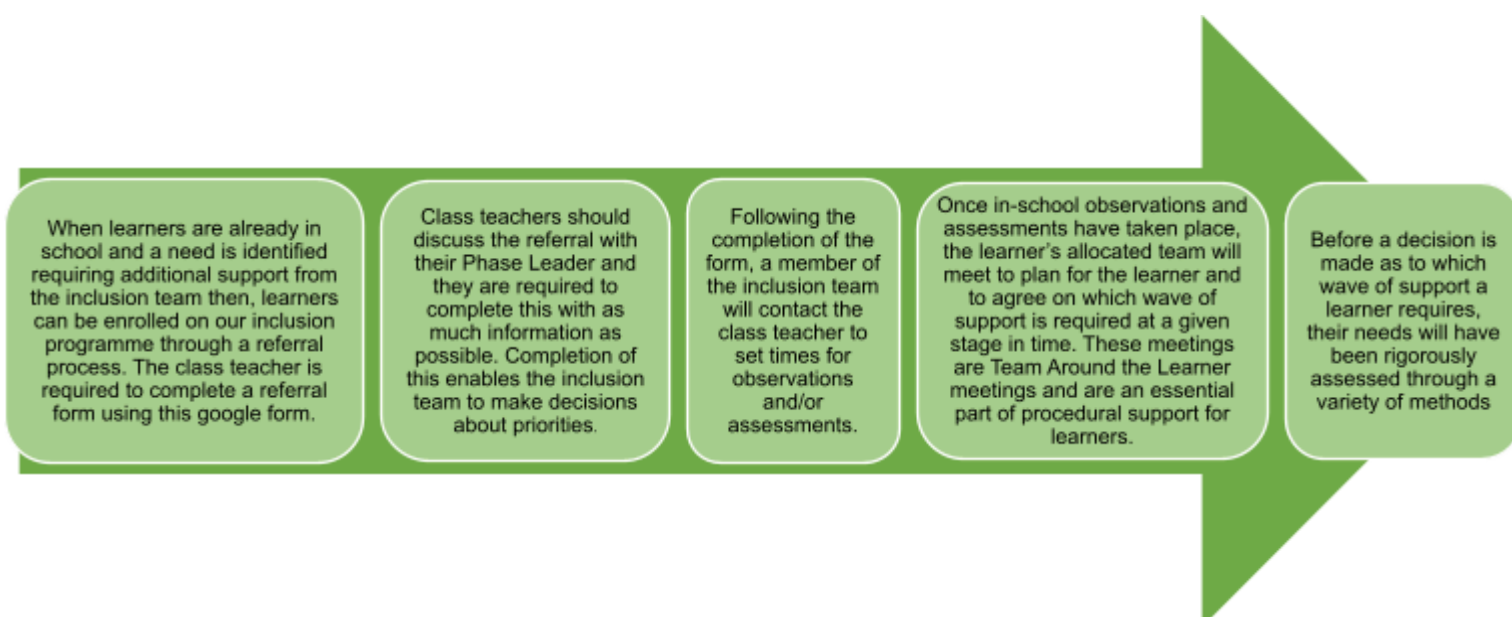 When learners are already in
school and a need is identified
requiring additional support from
the inclusion team then, learners
can be enrolled on our inclusion
programme through a referral
process. The class teacher is
required to complete a referral
form using this google form.
Class teachers should
discuss the referral with
their Phase Leader and
they are required to
complete this with as
much information as
possible. Completion of
this enables the inclusion
team to make decisions
about priorities.
Following the
completion of the
form, a member of
the inclusion team
will contact the
class teacher to
set times for
observations
and/or
assessments.
Once in-school observations and
assessments have taken place,
the learner's allocated team will
meet to plan for the learner and
to agree on which wave of
support is required at a given
stage in time. These meetings
are Team Around the Learner
meetings and are an essential
part of procedural support for
learners.
Before a decision is
made as to which
wave of support a
learner requires,
their needs will have
been rigorously
assessed through a
variety of methods